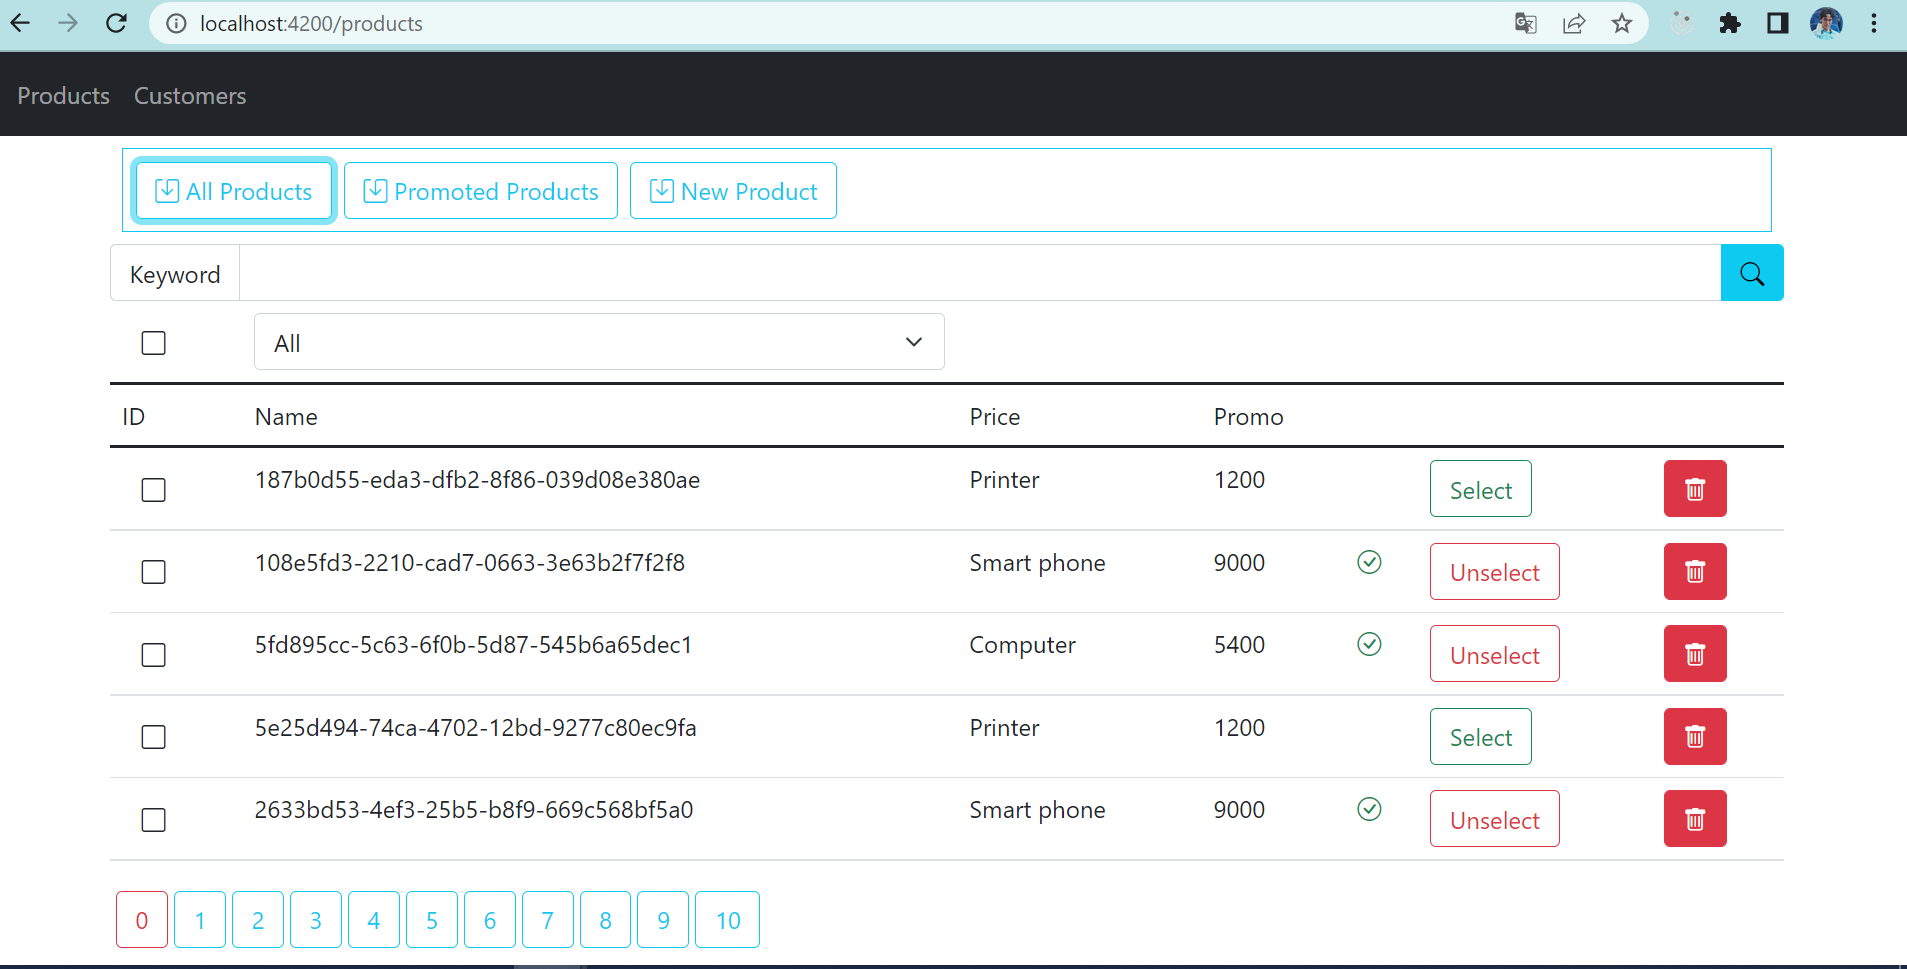 localhost:4200/products
Products Customers
All Products Promoted Products New Product
Keyword
All
ID Name Price Promo
187b0d55-eda3-dfb2-8f86-039d08e380ae Printer 1200 Select
108e5fd3-2210-cad7-0663-3e63b2f7f2f8 Smart phone 9000 Unselect
5fd895cc-5c63-6f0b-5d87-545b6a65dec1 Computer 5400 Unselect
5e25d494-74ca-4702-12bd-9277c80ec9fa Printer 1200 Select
2633bd53-4ef3-25b5-b8f9-669c568bf5a0 Smart phone 9000 Unselect
0 1 2 3 4 5 6 7 8 9 10